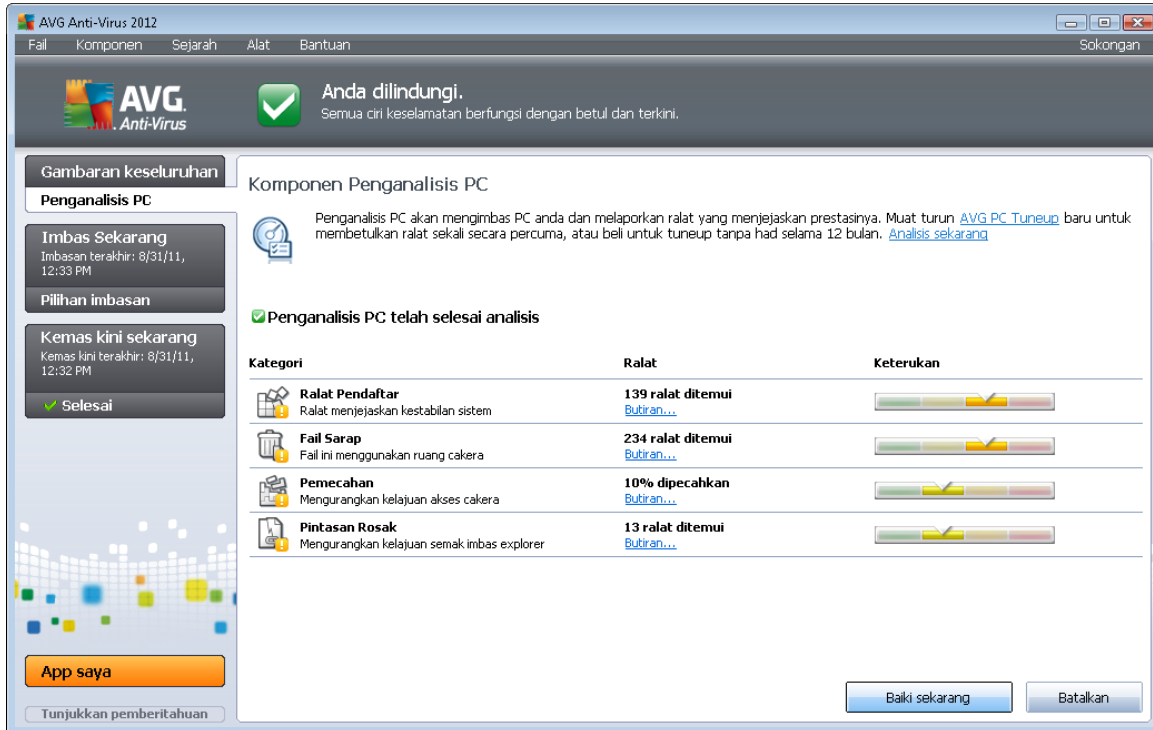 AVG Anti-Virus 2012
Fail Komponen Sejarah Alat Bantuan Sokongan
AVG.
Anti-Virus
Anda dilindungi.
Semua ciri keselamatan berfungsi dengan betul dan terkini.
Gambaran keseluruhan
Penganalisis PC
Imbas Sekarang
Imbasan terakhir: 8/31/11,
12:33 PM
Pilihan imbasan
Kemas kini sekarang
Kemas kini terakhir: 8/31/11,
12:32 PM
Selesai
App saya
Tunjukkan pemberitahuan
Komponen Penganalisis PC
Penganalisis PC akan mengimbas PC anda dan melaporkan ralat yang menjejaskan prestasinya. Muat turun AVG PC Tuneup baru untuk
membetulkan ralat sekali secara percuma, atau beli untuk tuneup tanpa had selama 12 bulan. Analisis sekarang
Penganalisis PC telah selesai analisis
Kategori Ralat Keterukan
Ralat Pendaftar 139 ralat ditemui
Ralat menjejaskan kestabilan sistem Butiran...
Fail Sarap 234 ralat ditemui
Fail ini menggunakan ruang cakera Butiran...
Pemecahan 10% dipecahkan
Mengurangkan kelajuan akses cakera Butiran...
Pintasan Rosak 13 ralat ditemui
Mengurangkan kelajuan semak imbas explorer Butiran...
Baiki sekarang Batalkan